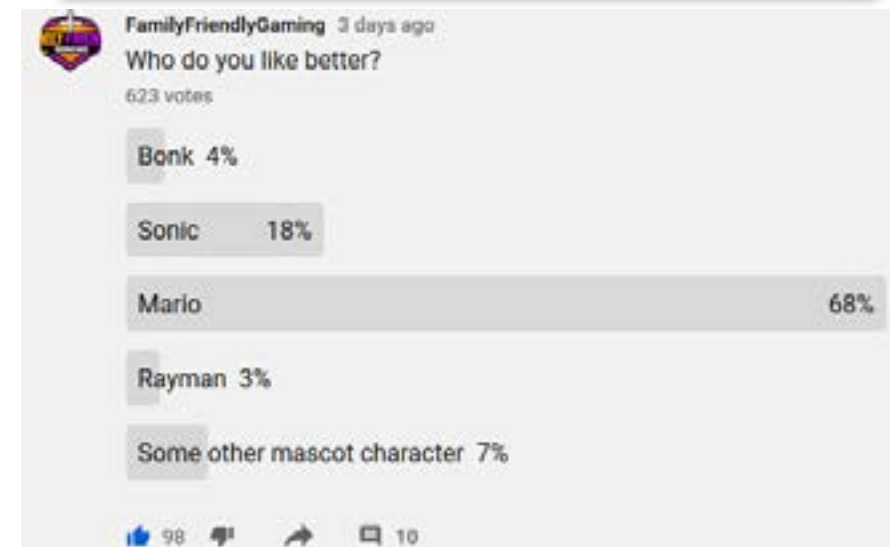 FamilyFriendlyGaming 3 days ago
Who do you like better?
623 votes
Bonk 4%
Sonic 18%
Mario 68%
Rayman 3%
Some other mascot character 7%
98 10